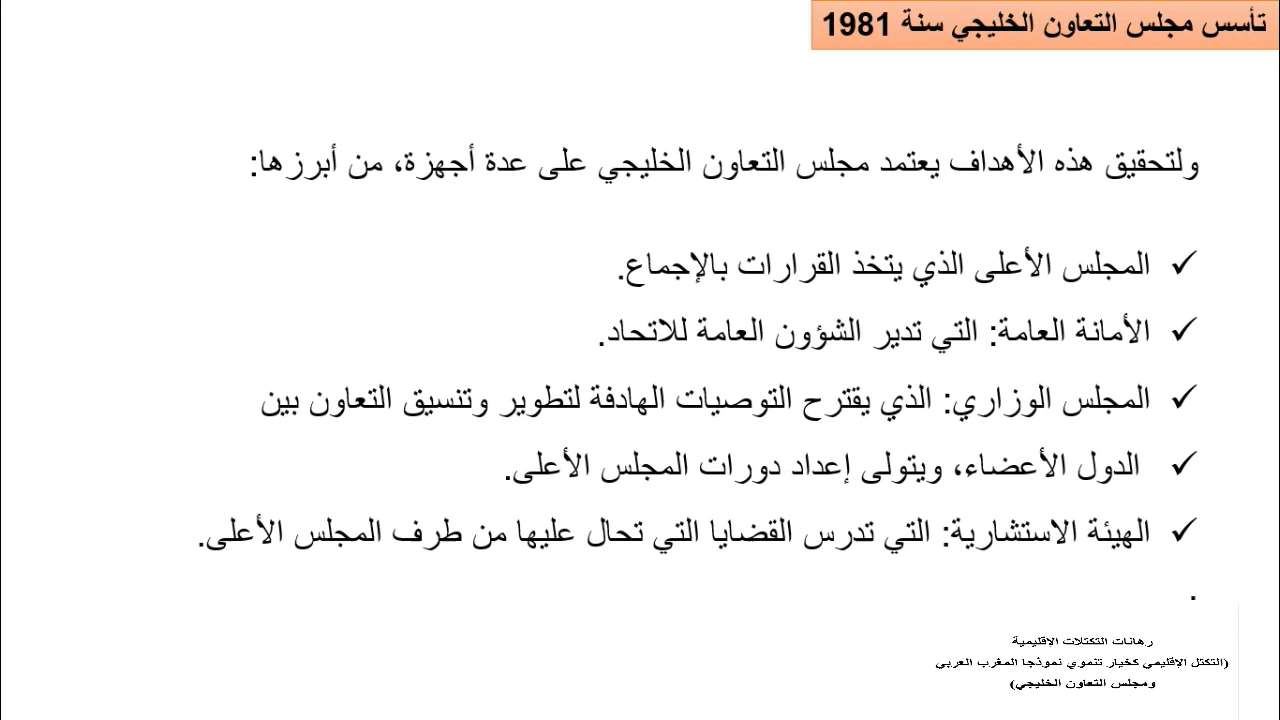 تأسس مجلس التعاون الخليجي سنة 1981
ولتحقيق هذه الأهداف يعتمد مجلس التعاون الخليجي على عدة أجهزة، من أبرزها:
✓ المجلس الأعلى الذي يتخذ القرارات بالإجماع.
✓ الأمانة العامة: التي تدير الشؤون العامة للاتحاد.
✓ المجلس الوزاري: الذي يقترح التوصيات الهادفة لتطوير وتنسيق التعاون بين
✓ الدول الأعضاء، ويتولى إعداد دورات المجلس الأعلى.
✓ الهيئة الاستشارية: التي تدرس القضايا التي تحال عليها من طرف المجلس الأعلى.
.
رهانات التكتلات الإقليمية
(التكتل الإقليمي كخيار تنموي نموذجا المغرب العربي
ومجلس التعاون الخليجي)